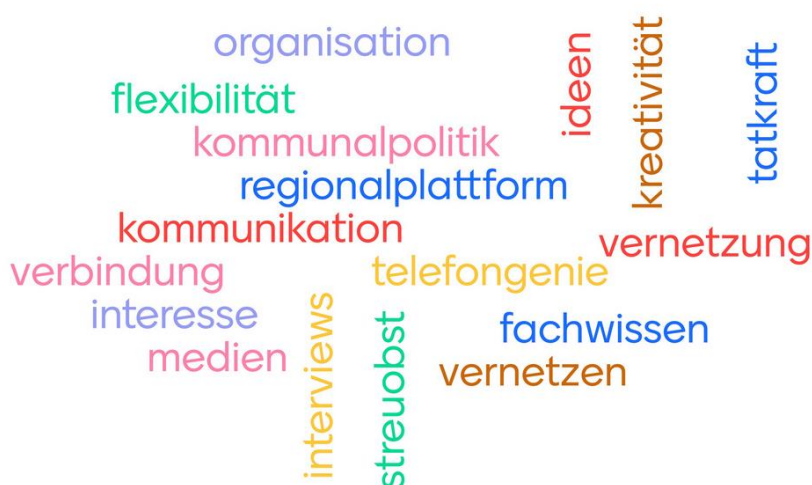 organisation
ideen
kreativität
tatkraft
flexibilität
kommunalpolitik
regionalplattform
kommunikation
vernetzung
verbindung
telefongenie
interesse
interviews
streuobst
fachwissen
medien
vernetzen